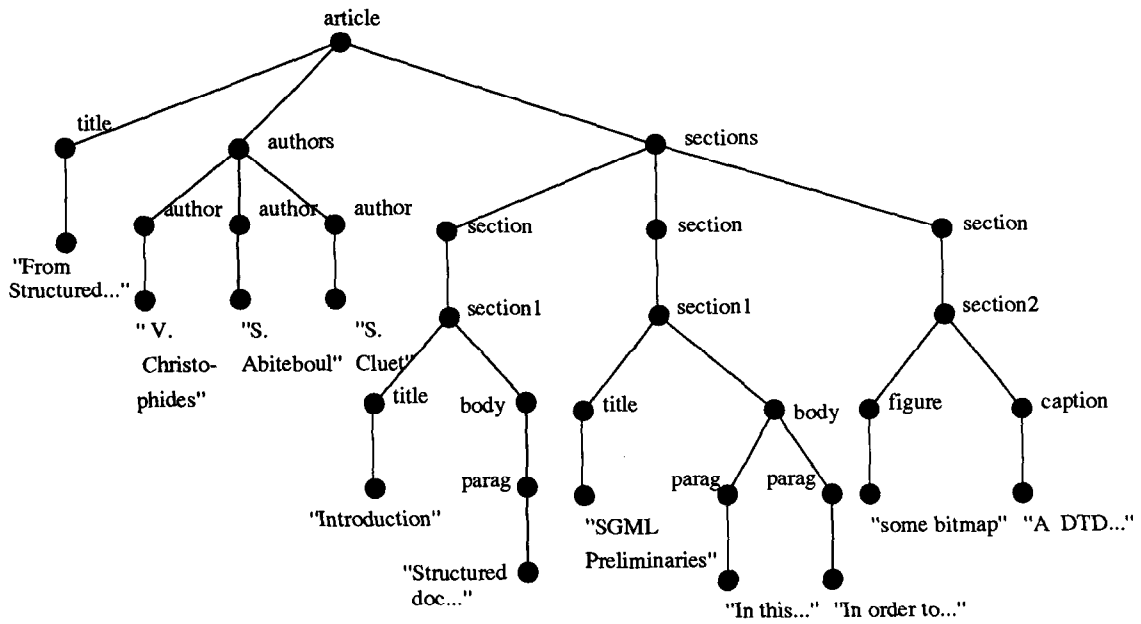 article
title
authors
sections
author
author
author
section
section
section
"From
Structured..."
" V.
Christo-
phides"
"S.
Abiteboul"
"S.
Cluet"
section1
section1
section2
title
body
title
body
figure
caption
parag
parag
parag
"Introduction"
"SGML
Preliminaries"
"some bitmap"
"A DTD..."
"Structured
doc..."
"In this..."
"In order to..."